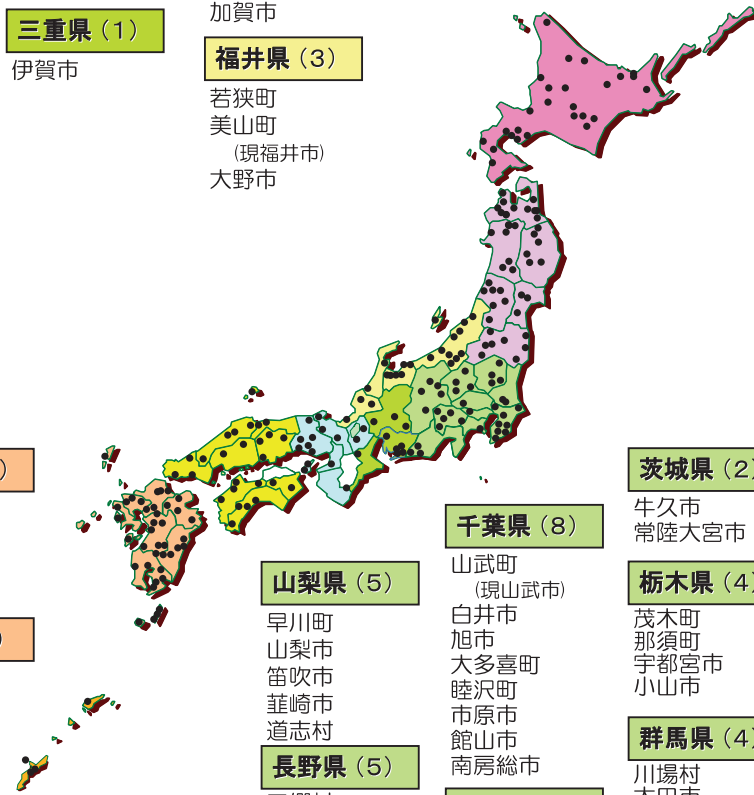 三重県（1）
伊賀市
加賀市
福井県（3）
若狭町
美山町
（現福井市）
大野市
）
）
山梨県（5）
早川町
山梨市
笛吹市
韮崎市
道志村
長野県（5）
千葉県（8）
山武町
（現山武市）
白井市
旭市
大多喜町
睦沢町
市原市
館山市
南房総市
茨城県（2
牛久市
常陸大宮市
栃木県（4）
茂木町
那須町
宇都宮市
小山市
群馬県（4）
川場村
太田市